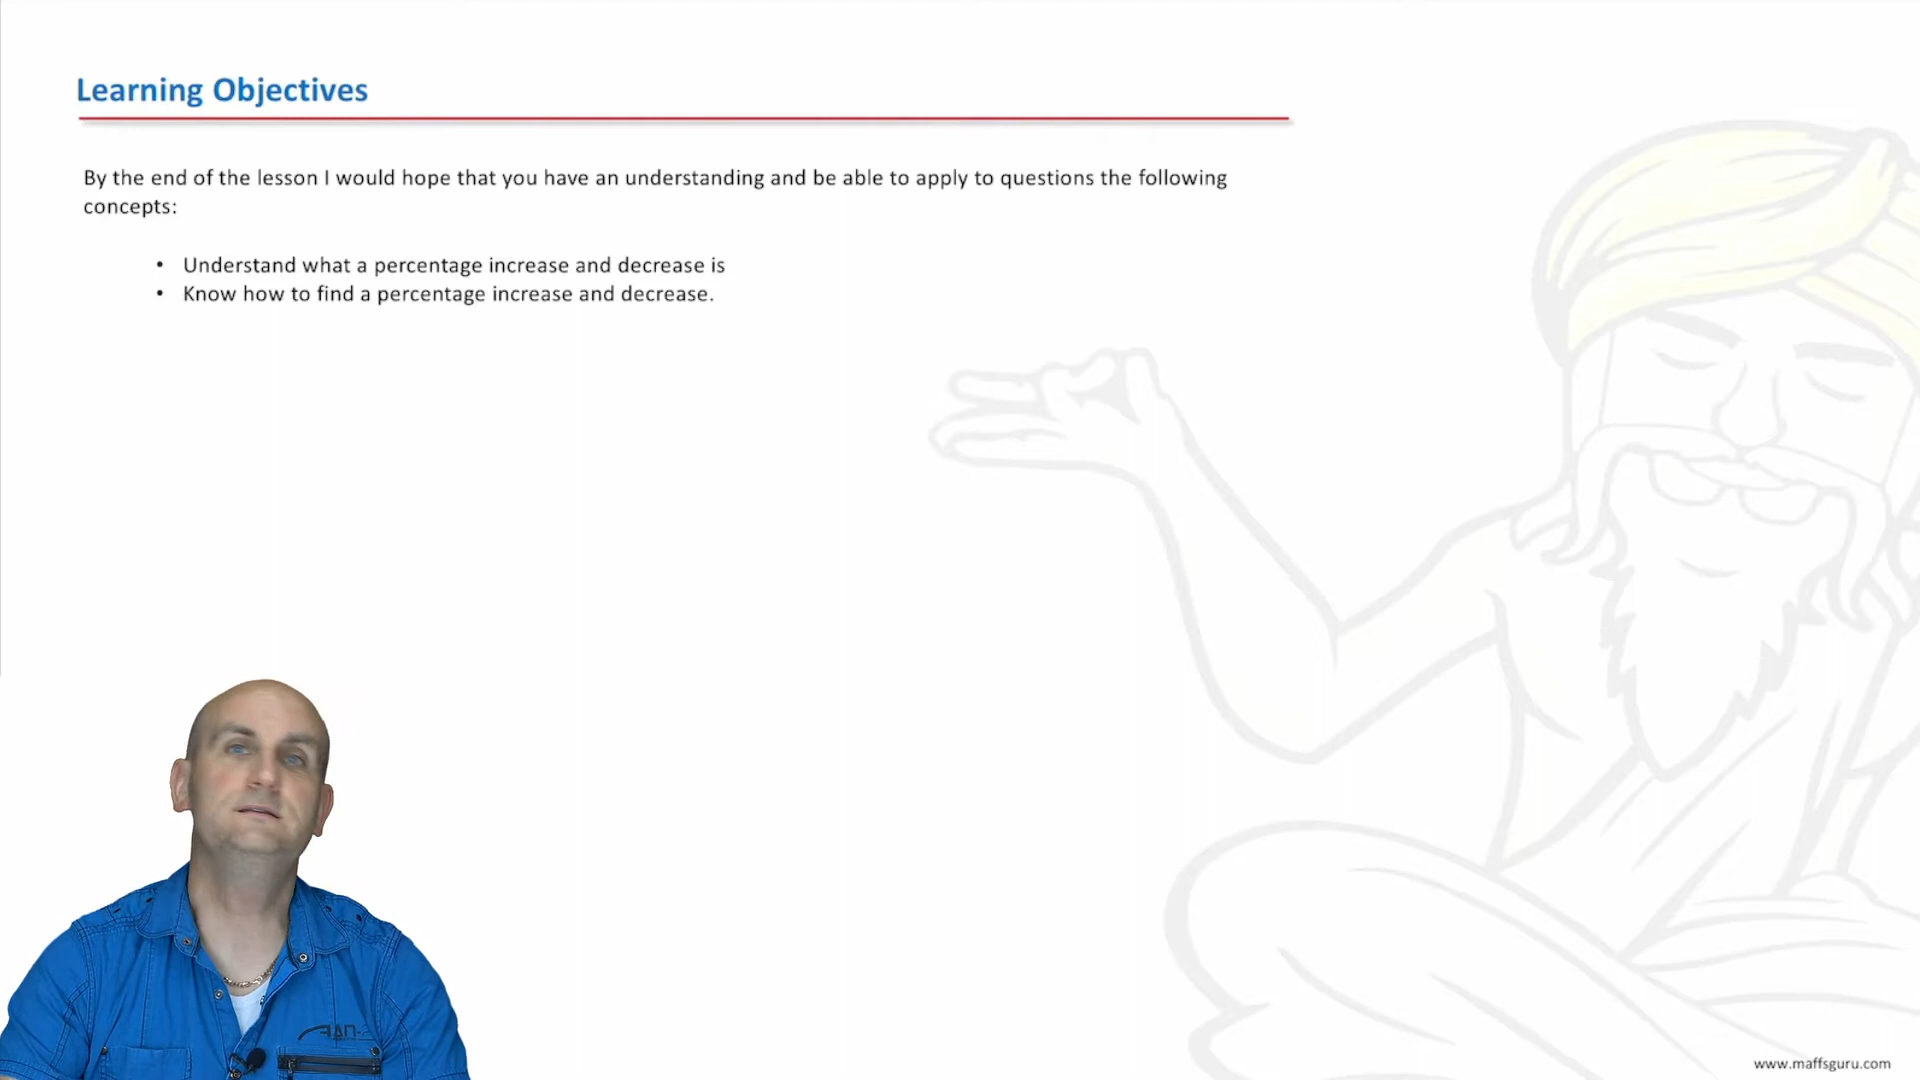 Learning Objectives
By the end of the lesson I would hope that you have an understanding and be able to apply to questions the following
concepts:
• Understand what a percentage increase and decrease is
• Know how to find a percentage increase and decrease.
www.maffsguru.com